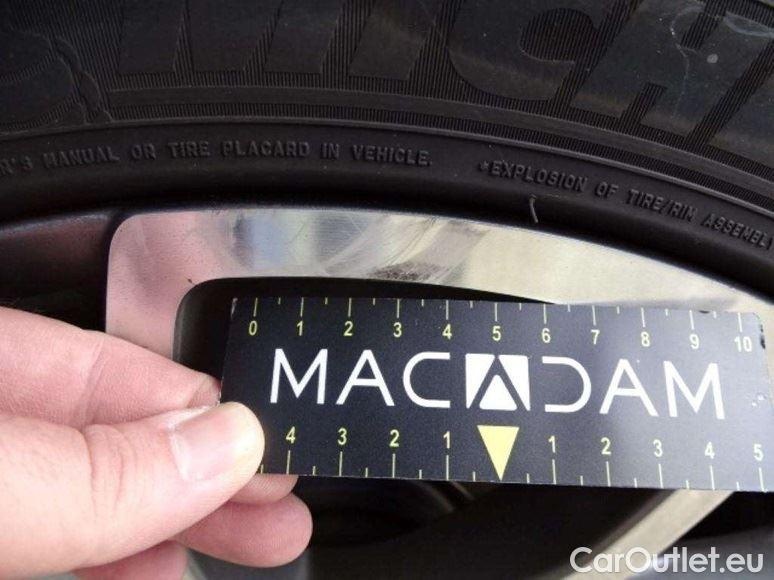 MICH
R'S MANUAL OR TIRE PLACARD IN VEHICLE. *EXPLOSION OF TIRE/RIM ASSEMBL
0 1 2 3 4 5 6 7 8 9 10
MACADAM
4 3 2 1 1 2 3 4 5
CarOutlet.eu